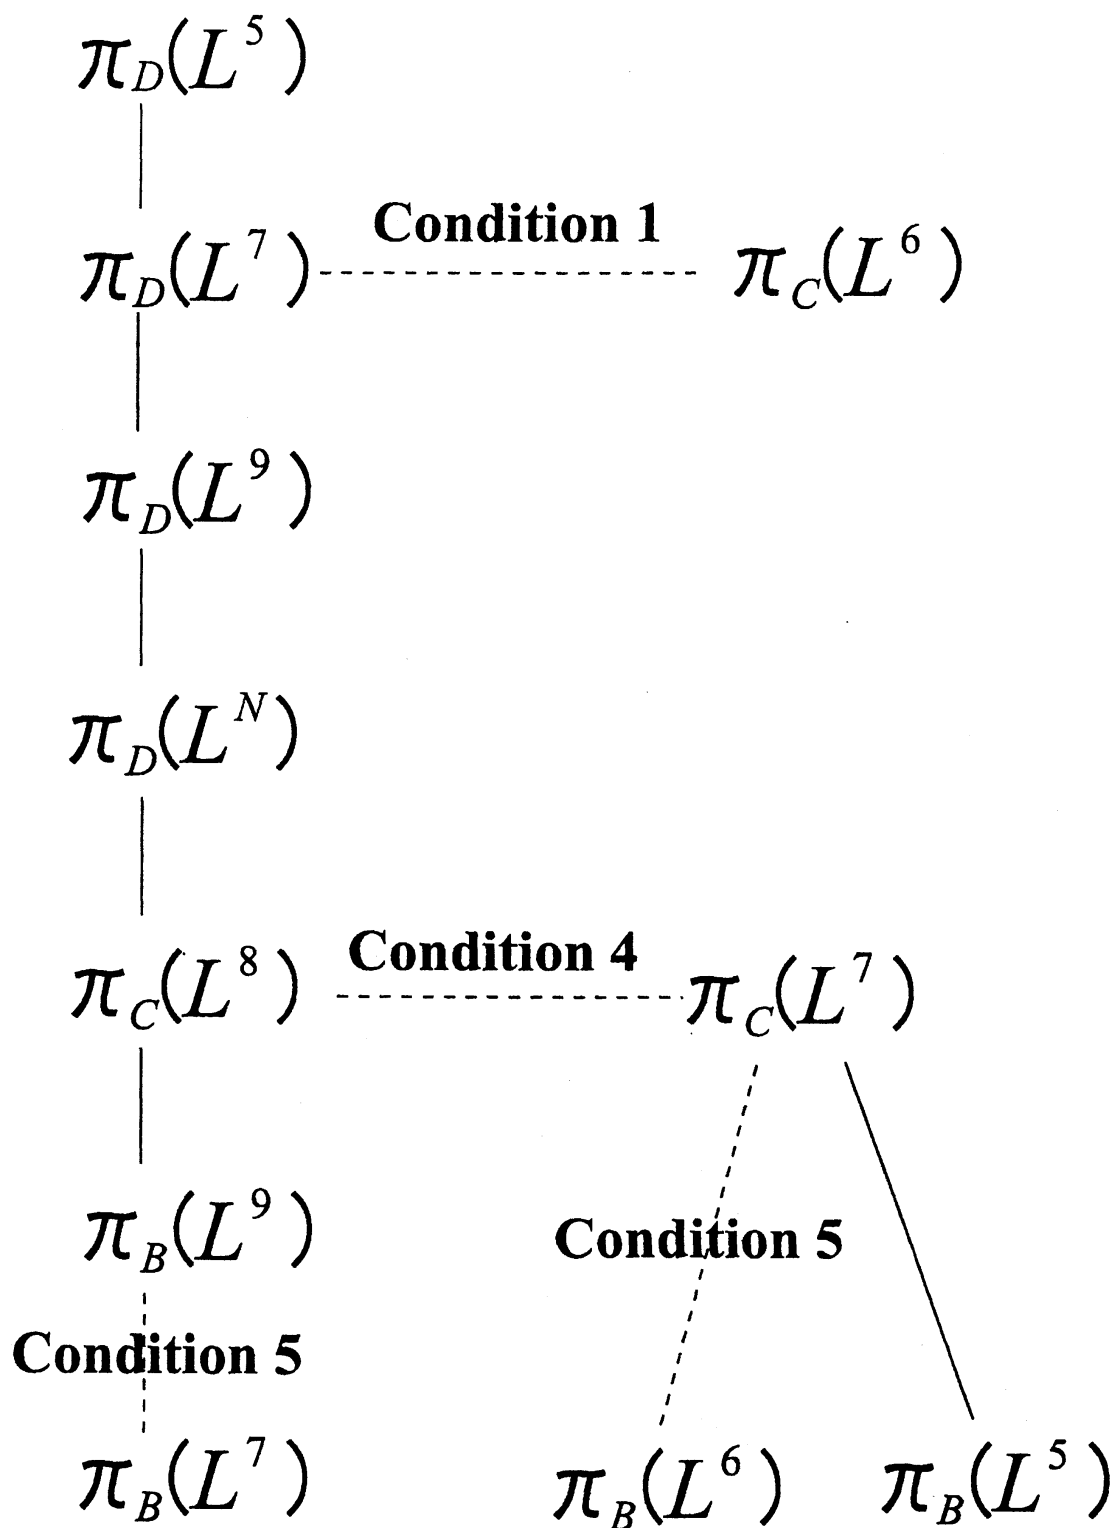 π_D(L^5)
Condition 1
π_D(L^7) π_C(L^6)
π_D(L^9)
π_D(L^N)
Condition 4
π_C(L^8) π_C(L^7)
π_B(L^9)
Condition 5
Condition 5
π_B(L^7) π_B(L^6) π_B(L^5)